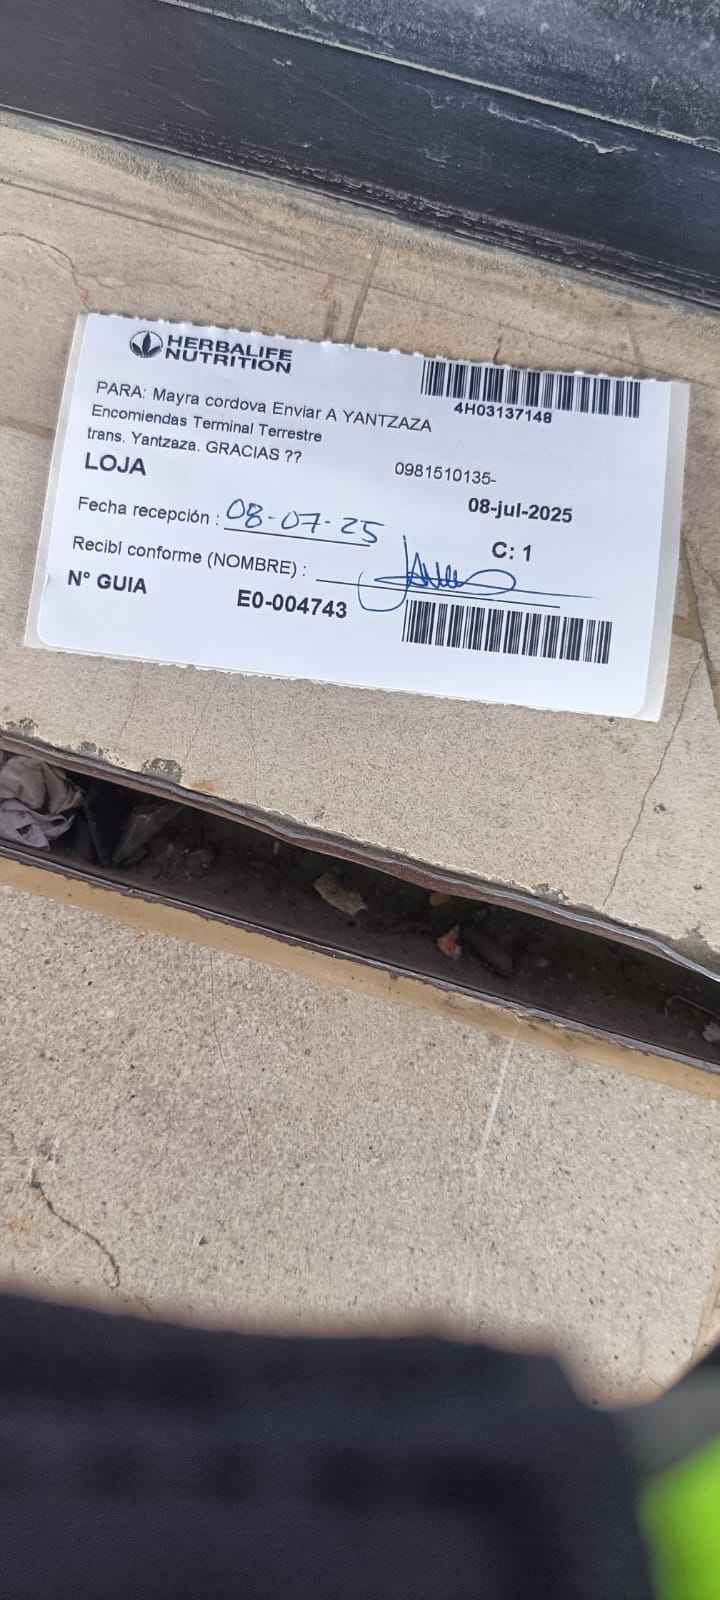 HERBALIFE
NUTRITION
4H03137148
PARA: Mayra cordova Enviar A YANTZAZA
Encomiendas Terminal Terrestre
trans. Yantzaza. GRACIAS ??
0981510135-
LOJA
08-jul-2025
Fecha recepción : 08-07-25
C: 1
Recibí conforme (NOMBRE) :
N° GUIA
E0-004743